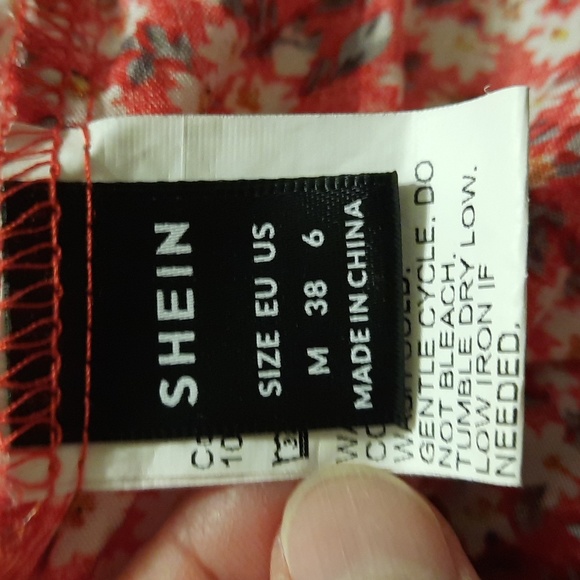 SHEIN
SIZE EU US
M 38 6
MADE IN CHINA
GENTLE CYCLE. DO
NOT BLEACH.
TUMBLE DRY LOW.
LOW IRON IF
NEEDED.